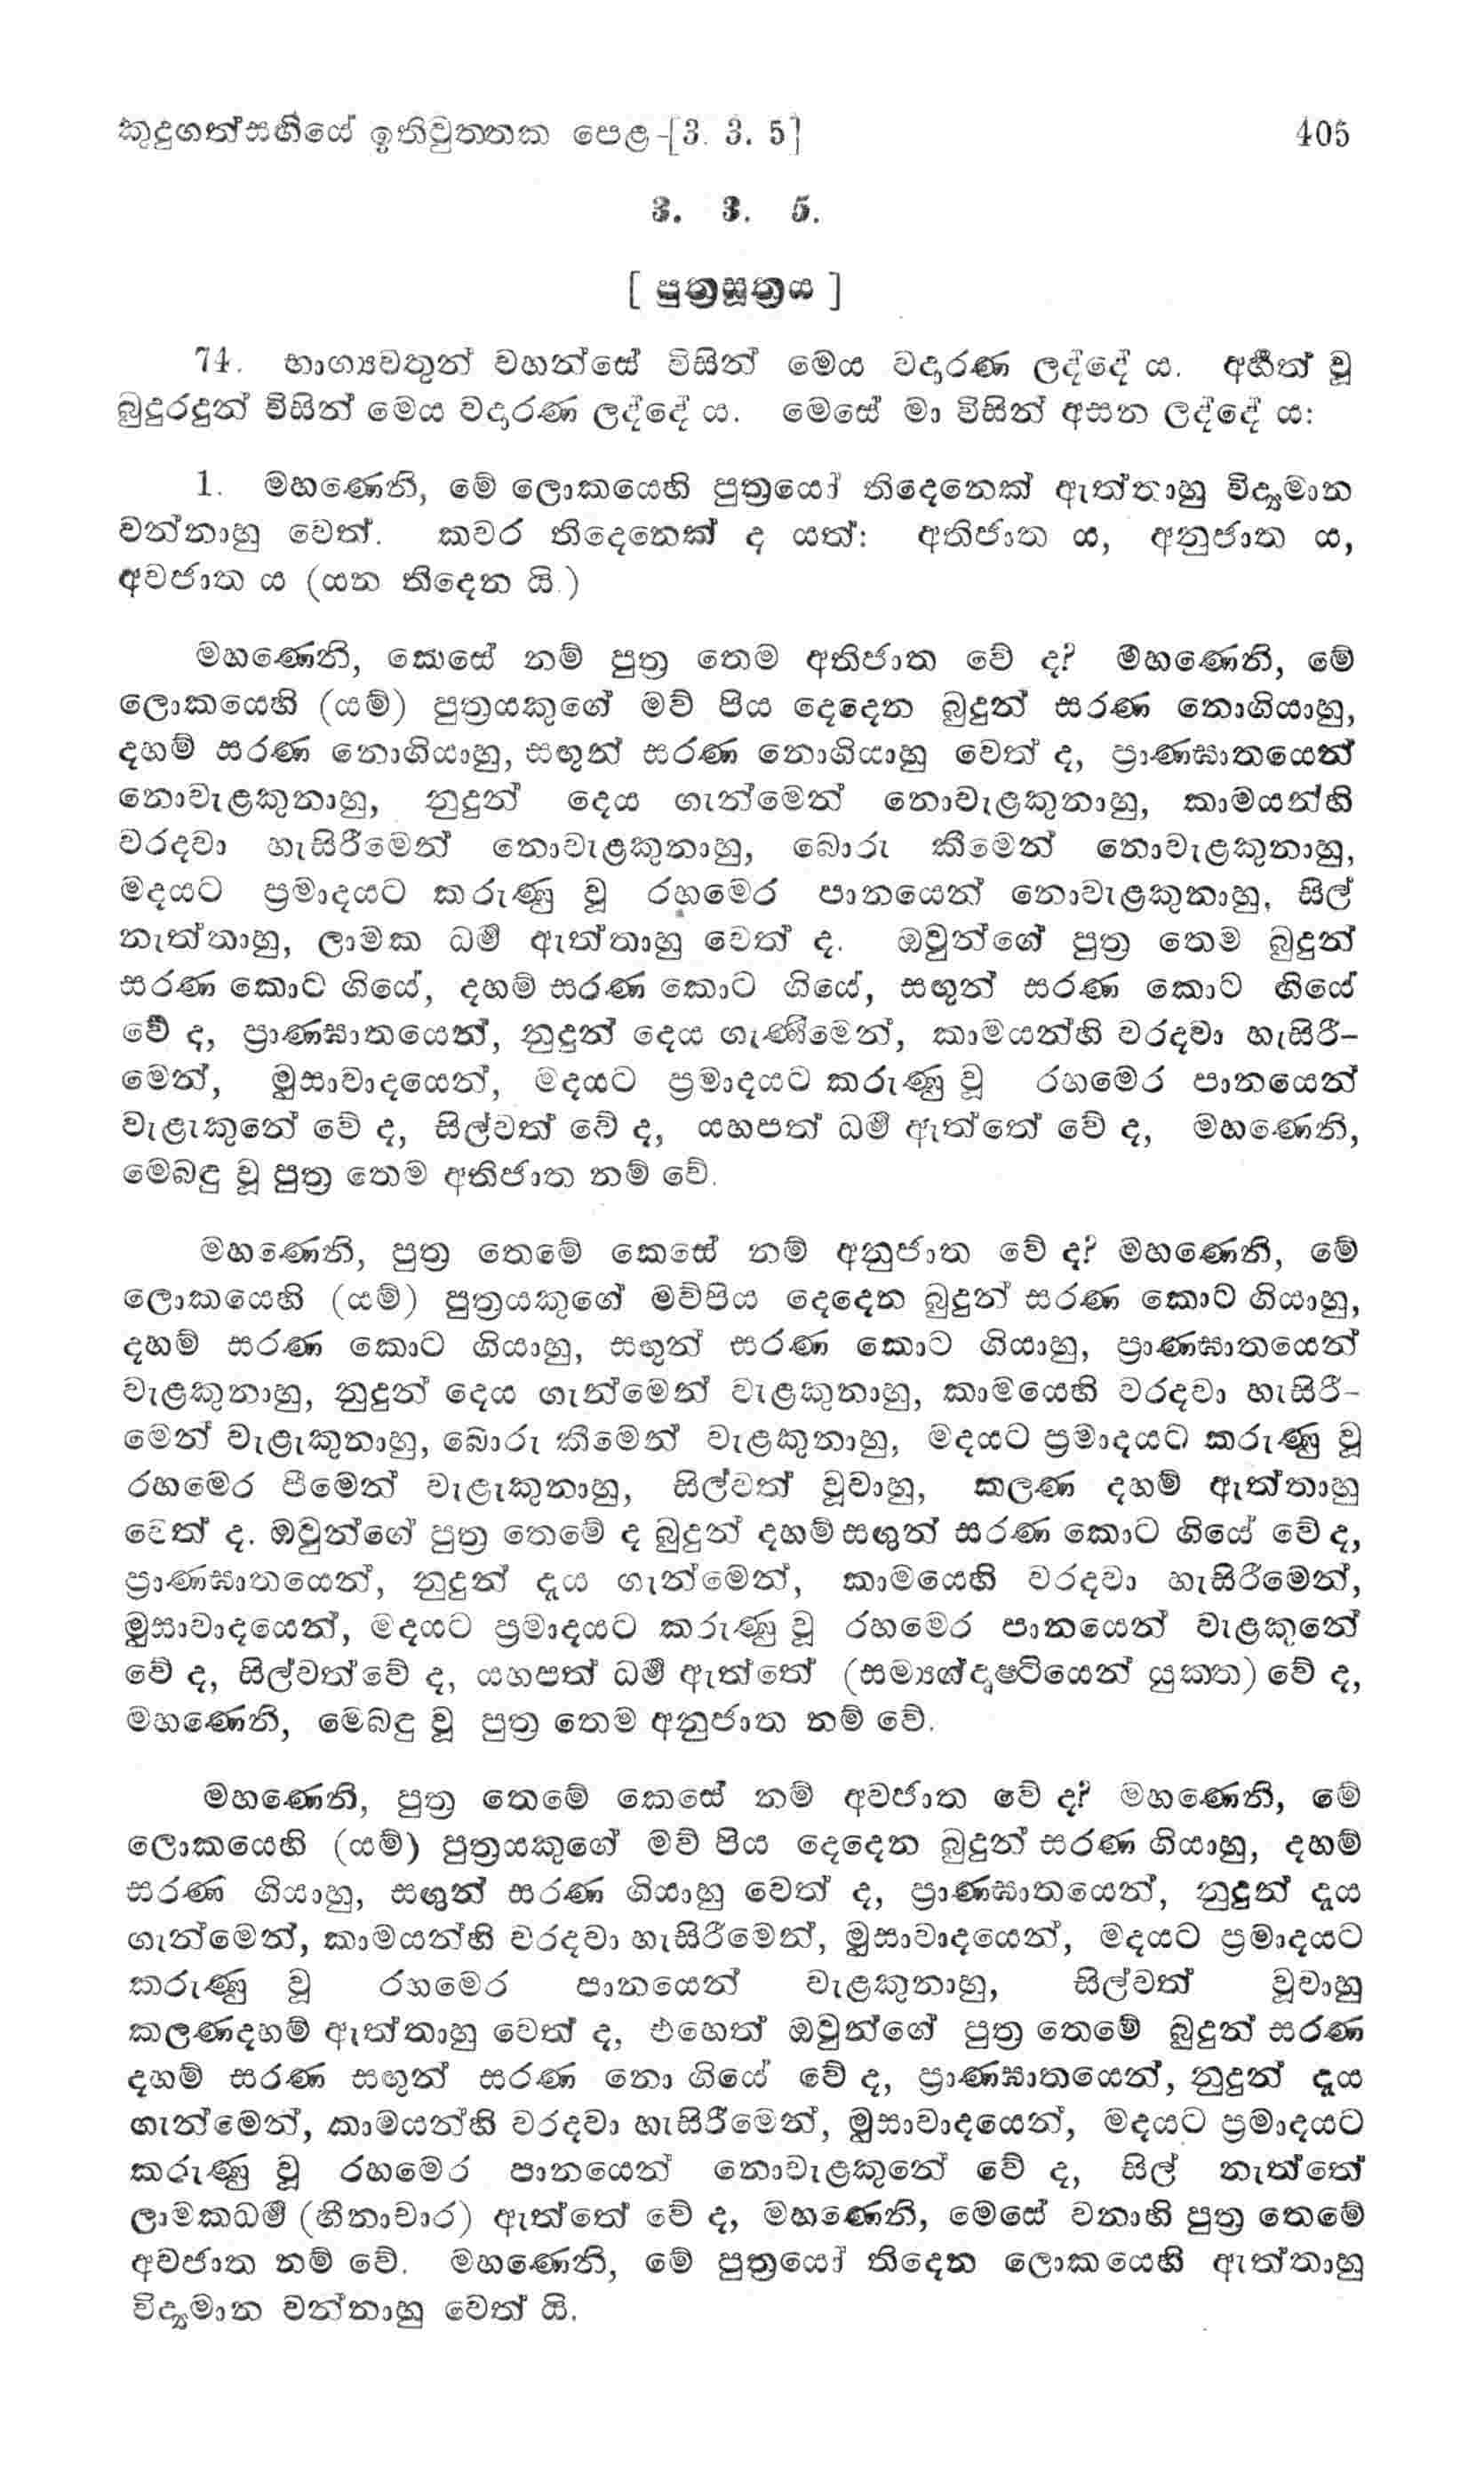 කුදුගත්සඟියේ ඉතිවුත්තක පෙළ-[3. 3. 5] 405
3. 3. 5.
[ පුත්‍රසූත්‍රය ]
74. භාග්‍යවතුන් වහන්සේ විසින් මෙය වදාරණ ලද්දේ ය. අර්හත් වූ
බුදුරදුන් විසින් මෙය වදාරණ ලද්දේ ය. මෙසේ මා විසින් අසන ලද්දේ ය:
1. මහණෙනි, මේ ලොකයෙහි පුත්‍රයෝ තිදෙනෙක් ඇත්තාහු විද්‍යමාන
වන්නාහු වෙත්. කවර තිදෙනෙක් ද යත්: අතිජාත ය, අනුජාත ය,
අවජාත ය (යන තිදෙන යි.)
මහණෙනි, කෙසේ නම් පුත්‍ර තෙම අතිජාත වේ ද? මහණෙනි, මේ
ලොකයෙහි (යම්) පුත්‍රයකුගේ මව් පිය දෙදෙන බුදුන් සරණ නොගියාහු,
දහම් සරණ නොගියාහු, සඟුන් සරණ නොගියාහු වෙත් ද, ප්‍රාණඝාතයෙන්
නොවැළකුනාහු, නුදුන් දෙය ගැන්මෙන් නොවැළකුනාහු, කාමයන්හි
වරදවා හැසිරීමෙන් නොවැළකුනාහු, බොරු කීමෙන් නොවැළකුනාහු,
මදයට ප්‍රමාදයට කරුණු වූ රහමෙර පානයෙන් නොවැළකුනාහු, සිල්
නැත්තාහු, ලාමක ධර්ම ඇත්තාහු වෙත් ද. ඔවුන්ගේ පුත්‍ර තෙම බුදුන්
සරණ කොට ගියේ, දහම් සරණ කොට ගියේ, සඟුන් සරණ කොට ගියේ
වේ ද, ප්‍රාණඝාතයෙන්, නුදුන් දෙය ගැණීමෙන්, කාමයන්හි වරදවා හැසිරී-
මෙන්, මුසාවාදයෙන්, මදයට ප්‍රමාදයට කරුණු වූ රහමෙර පානයෙන්
වැළැකුනේ වේ ද, සිල්වත් වේ ද, යහපත් ධර්ම ඇත්තේ වේ ද, මහණෙනි,
මෙබඳු වූ පුත්‍ර තෙම අතිජාත නම් වේ.
මහණෙනි, පුත්‍ර තෙමේ කෙසේ නම් අනුජාත වේ ද? මහණෙනි, මේ
ලොකයෙහි (යම්) පුත්‍රයකුගේ මව්පිය දෙදෙන බුදුන් සරණ කොට ගියාහු,
දහම් සරණ කොට ගියාහු, සඟුන් සරණ කොට ගියාහු, ප්‍රාණඝාතයෙන්
වැළකුනාහු, නුදුන් දෙය ගැන්මෙන් වැළකුනාහු, කාමයෙහි වරදවා හැසිරී-
මෙන් වැළැකුනාහු, බොරු කීමෙන් වැළකුනාහු, මදයට ප්‍රමාදයට කරුණු වූ
රහමෙර පීමෙන් වැළැකුනාහු, සිල්වත් වූවාහු, කලණ දහම් ඇත්තාහු
වෙත් ද. ඔවුන්ගේ පුත්‍ර තෙමේ ද බුදුන් දහම් සඟුන් සරණ කොට ගියේ වේ ද,
ප්‍රාණඝාතයෙන්, නුදුන් දෑය ගැන්මෙන්, කාමයෙහි වරදවා හැසිරීමෙන්,
මුසාවාදයෙන්, මදයට ප්‍රමාදයට කරුණු වූ රහමෙර පානයෙන් වැළකුනේ
වේ ද, සිල්වත්වේ ද, යහපත් ධර්ම ඇත්තේ (සම්‍යග්දෘෂ්ටියෙන් යුක්ත) වේ ද,
මහණෙනි, මෙබඳු වූ පුත්‍ර තෙම අනුජාත නම් වේ.
මහණෙනි, පුත්‍ර තෙමේ කෙසේ නම් අවජාත වේ ද? මහණෙනි, මේ
ලොකයෙහි (යම්) පුත්‍රයකුගේ මව් පිය දෙදෙන බුදුන් සරණ ගියාහු, දහම්
සරණ ගියාහු, සඟුන් සරණ ගියාහු වෙත් ද, ප්‍රාණඝාතයෙන්, නුදුන් දෑය
ගැන්මෙන්, කාමයන්හි වරදවා හැසිරීමෙන්, මුසාවාදයෙන්, මදයට ප්‍රමාදයට
කරුණු වූ රහමෙර පානයෙන් වැළකුනාහු, සිල්වත් වූවාහු
කලණදහම් ඇත්තාහු වෙත් ද, එහෙත් ඔවුන්ගේ පුත්‍ර තෙමේ බුදුන් සරණ
දහම් සරණ සඟුන් සරණ නො ගියේ වේ ද, ප්‍රාණඝාතයෙන්, නුදුන් දෑය
ගැන්මෙන්, කාමයන්හි වරදවා හැසිරීමෙන්, මුසාවාදයෙන්, මදයට ප්‍රමාදයට
කරුණු වූ රහමෙර පානයෙන් නොවැළකුනේ වේ ද, සිල් නැත්තේ
ලාමකධර්ම (හීනාචාර) ඇත්තේ වේ ද, මහණෙනි, මෙසේ වනාහි පුත්‍ර තෙමේ
අවජාත නම් වේ. මහණෙනි, මේ පුත්‍රයෝ තිදෙන ලොකයෙහි ඇත්තාහු
විද්‍යමාන වන්නාහු වෙත් යි.